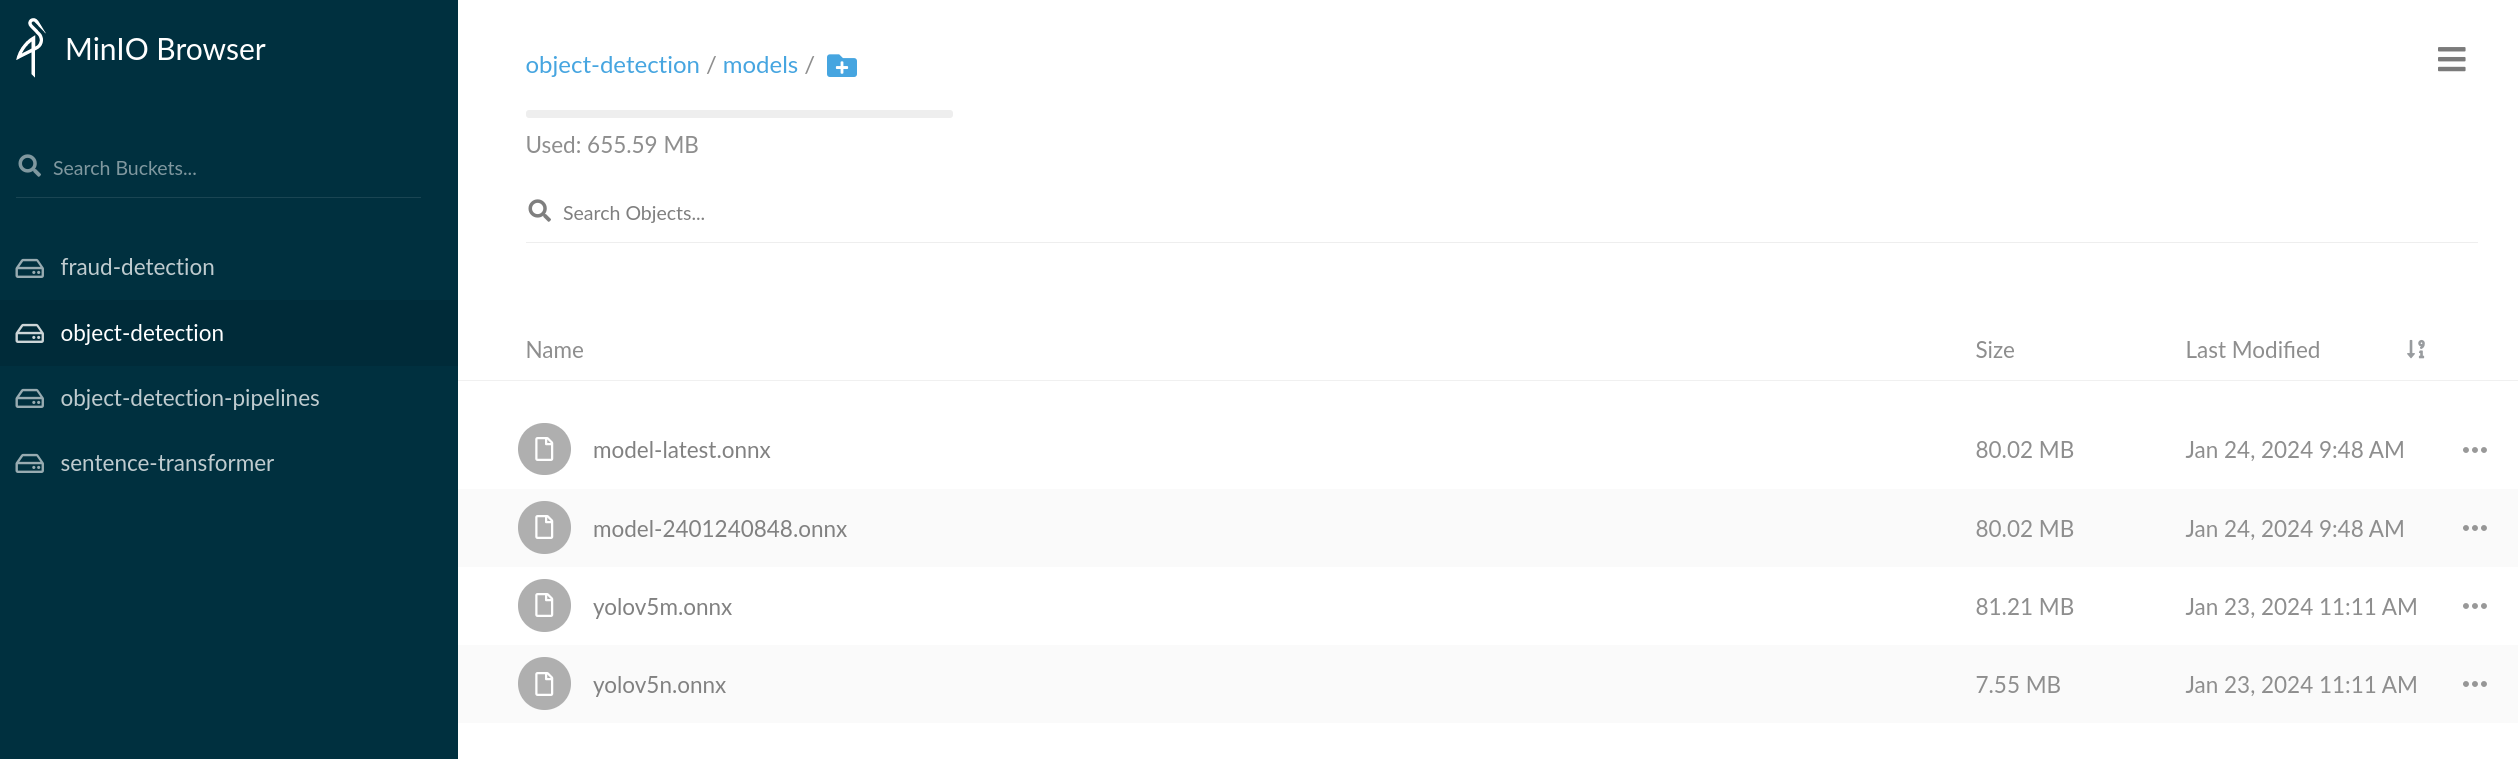 MinIO Browser
Search Buckets...
fraud-detection
object-detection
object-detection-pipelines
sentence-transformer
object-detection / models /
Used: 655.59 MB
Search Objects...
Name Size Last Modified
model-latest.onnx 80.02 MB Jan 24, 2024 9:48 AM
model-2401240848.onnx 80.02 MB Jan 24, 2024 9:48 AM
yolov5m.onnx 81.21 MB Jan 23, 2024 11:11 AM
yolov5n.onnx 7.55 MB Jan 23, 2024 11:11 AM